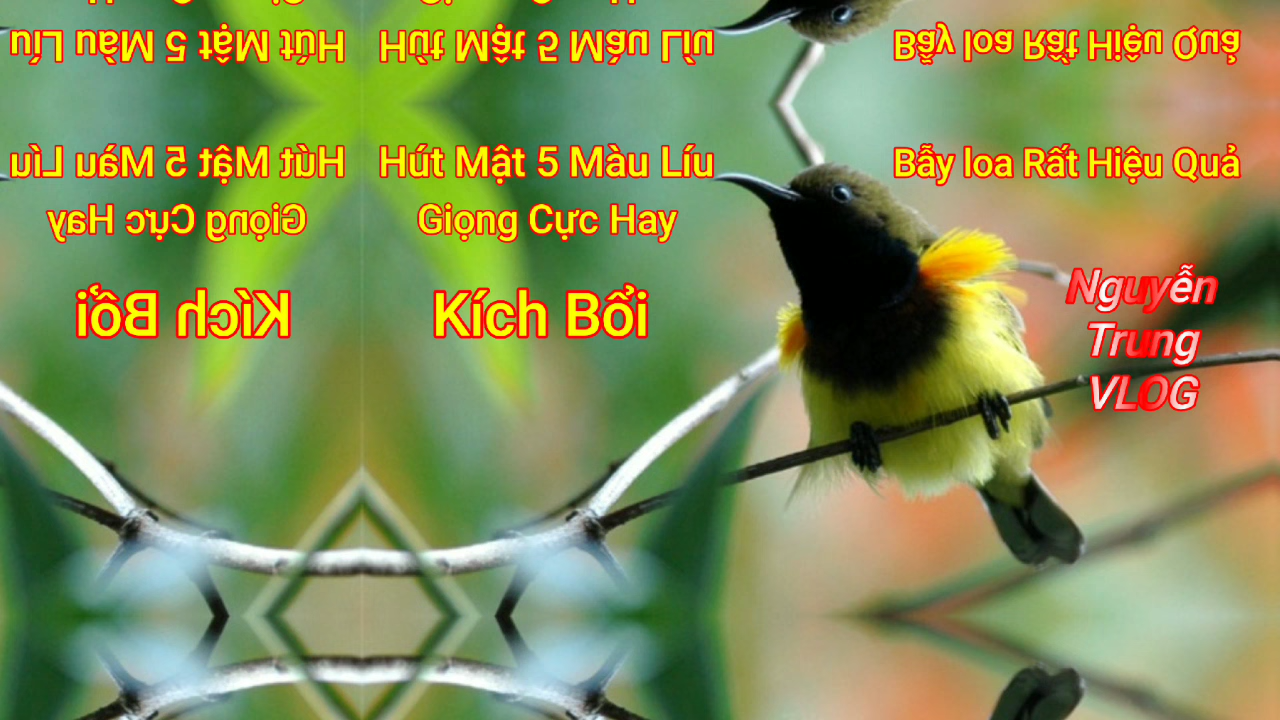 Hút Mật 5 Màu Líu
Giọng Cực Hay
Kích Bổi
Bẫy loa Rất Hiệu Quả
Nguyễn
Trung
VLOG